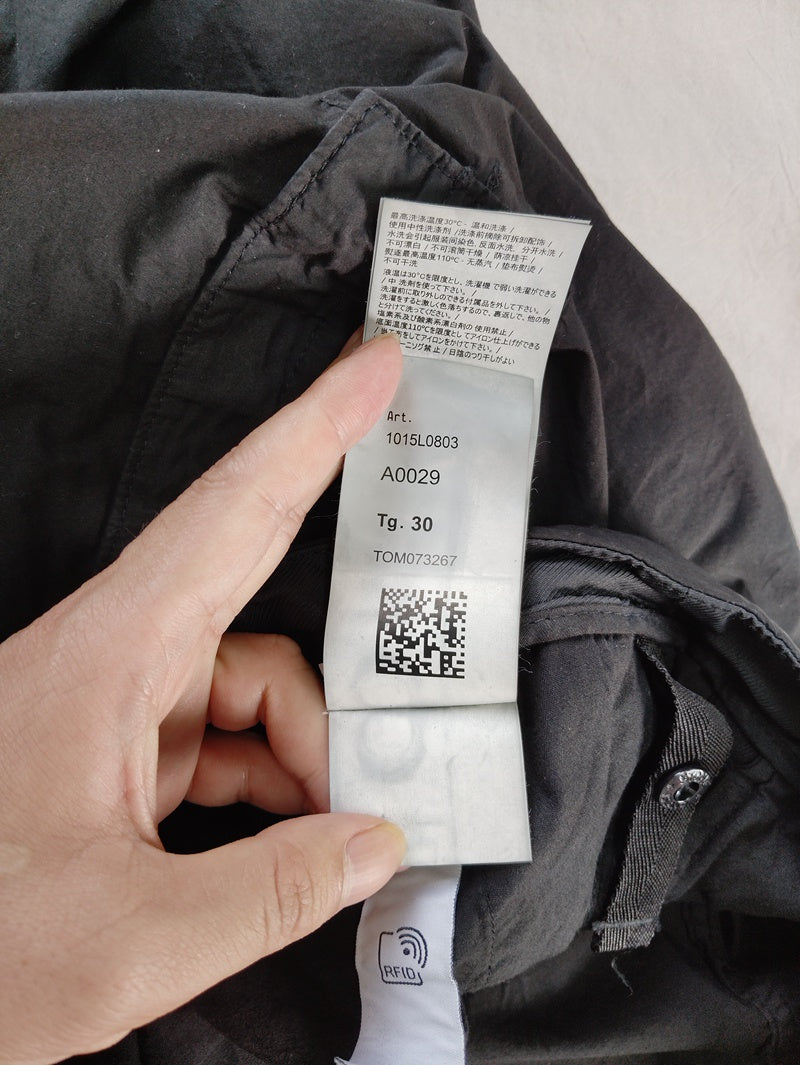 最高洗涤温度30°C - 温和洗涤 /
使用中性洗涤剂 /洗涤前摘除可拆卸配饰 /
水洗会引起服装间染色, 反面水洗, 分开水洗 /
不可漂白 / 不可滚筒干燥 / 荫凉挂干 /
熨逐最高温度110°C · 无蒸汽 / 垫布熨烫 /
不可干洗
液温は30°Cを限度とし、洗濯機 で弱い洗濯ができる
/ 中 洗剤を使って下さい。 /
洗濯前に取り外しのできる付属品を外して下さい。 /
洗濯をすると激しく色落ちするので、裏返しで、他の物
と分けて洗ってください。 /
塩素系及び酸素系漂白剤の 使用禁止 /
底面温度110°Cを限度としてアイロン仕上げができる
/ 当て布をしてアイロンをかけて下さい。 /
ーニング禁止 / 日陰のつり干しがよい
Art.
1015L0803
A0029
Tg. 30
TOM073267
RFID